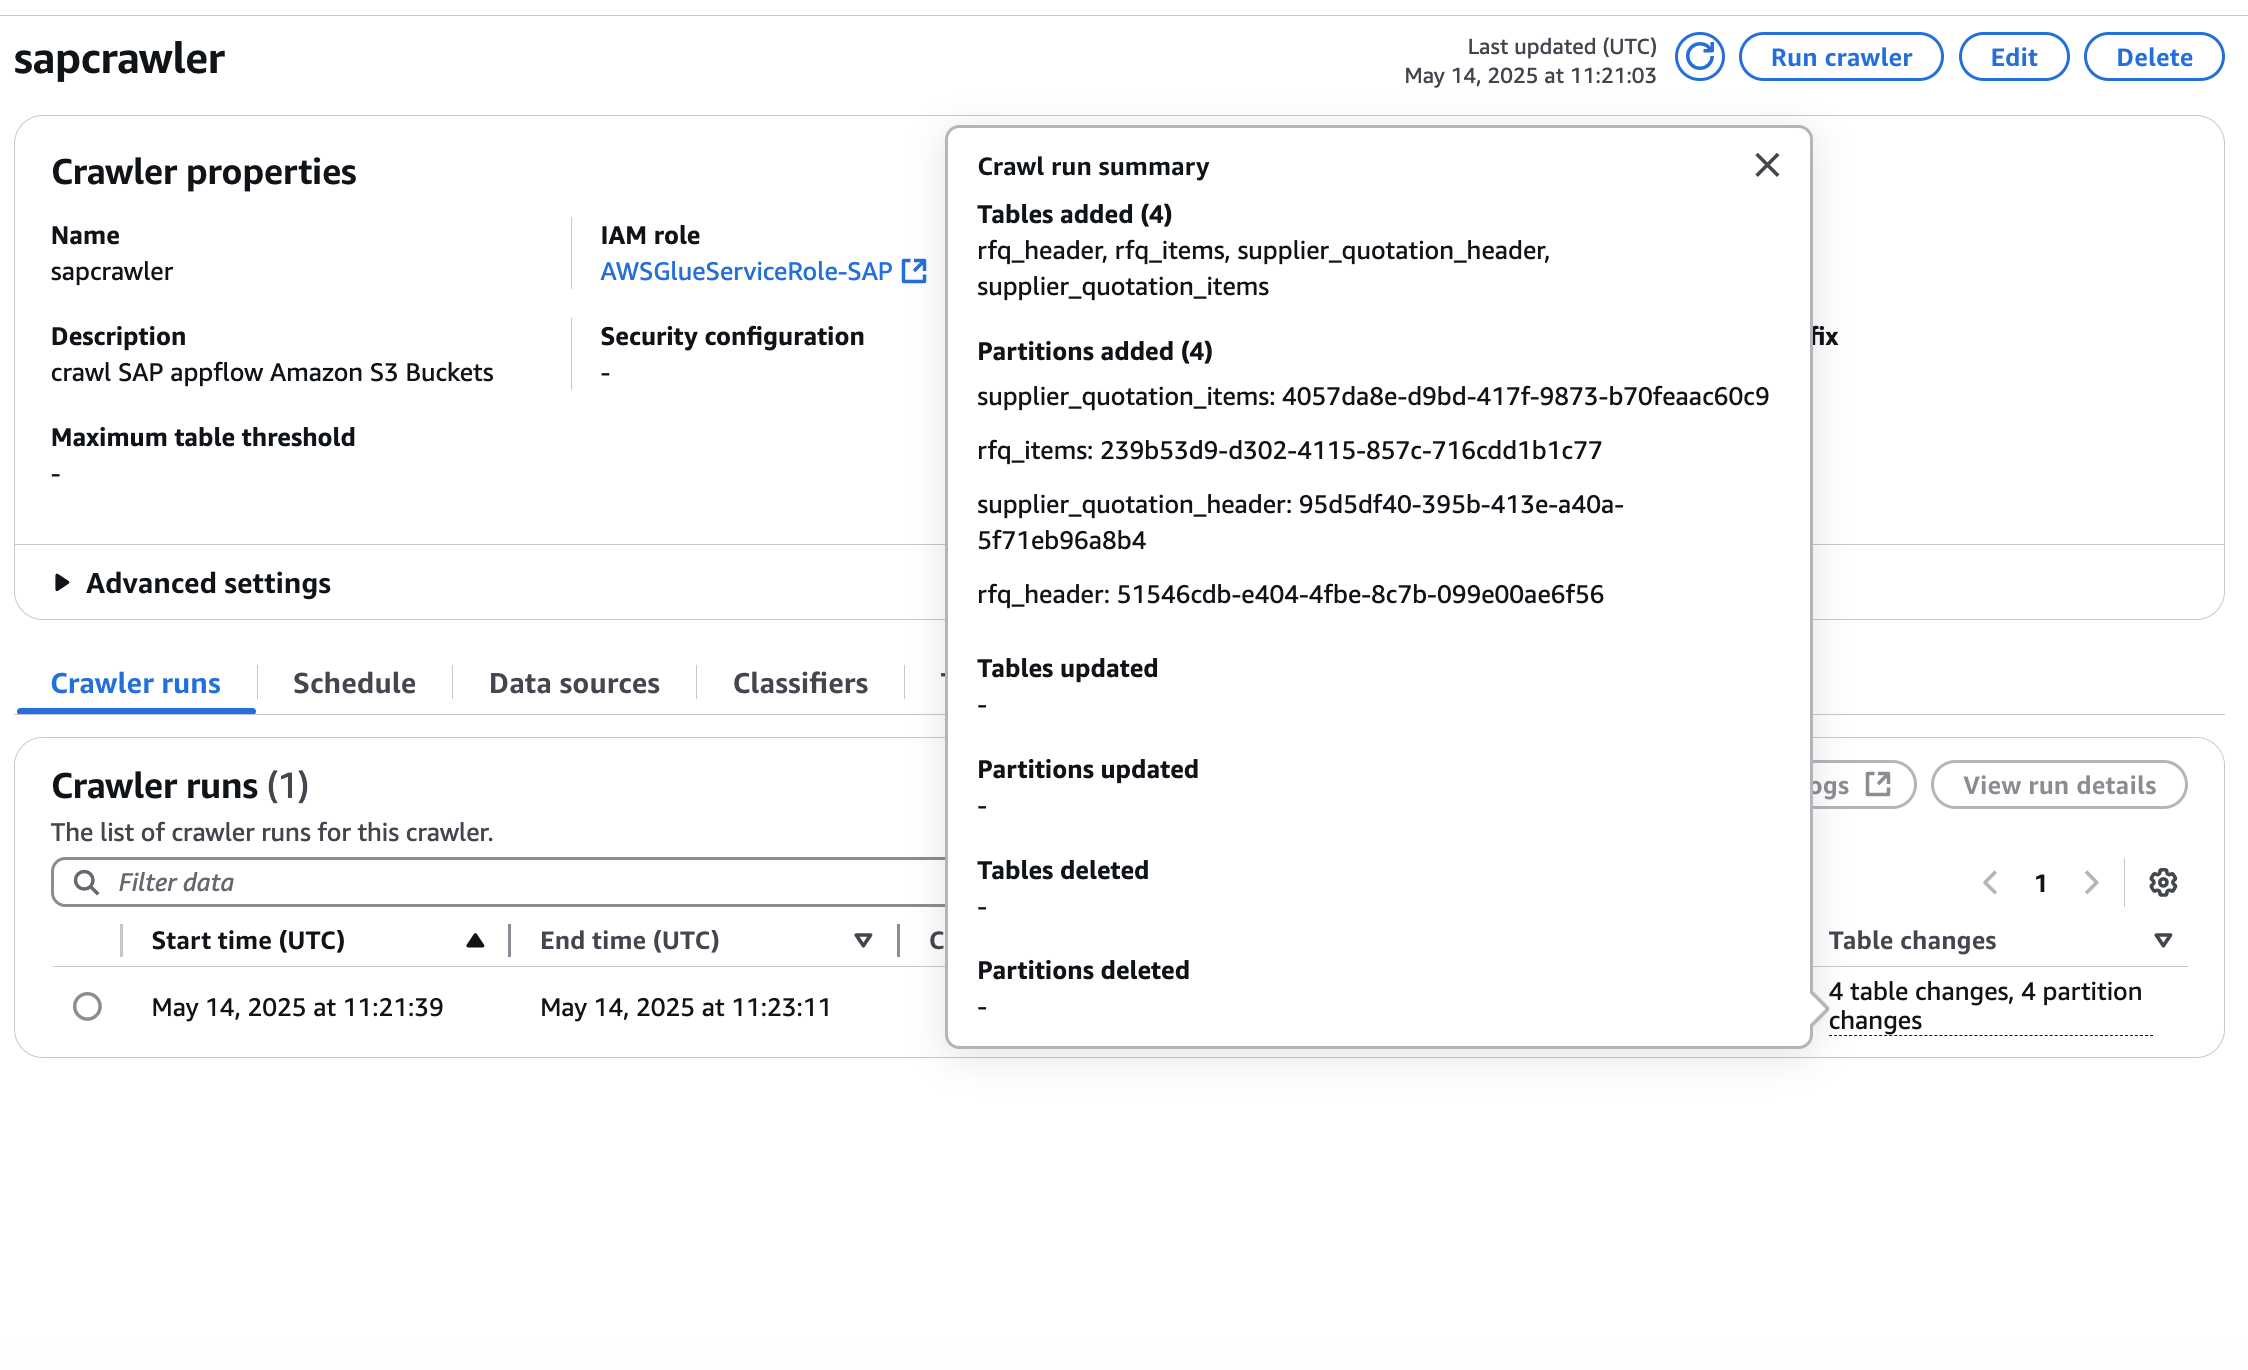 sapcrawler
Last updated (UTC)
May 14, 2025 at 11:21:03
Run crawler
Edit
Delete
Crawler properties
Name
sapcrawler
IAM role
AWSGlueServiceRole-SAP
Description
crawl SAP appflow Amazon S3 Buckets
Security configuration
-
Maximum table threshold
-
Advanced settings
Crawl run summary
Tables added (4)
rfq_header, rfq_items, supplier_quotation_header,
supplier_quotation_items
Partitions added (4)
supplier_quotation_items: 4057da8e-d9bd-417f-9873-b70feaac60c9
rfq_items: 239b53d9-d302-4115-857c-716cdd1b1c77
supplier_quotation_header: 95d5df40-395b-413e-a40a-
5f71eb96a8b4
rfq_header: 51546cdb-e404-4fbe-8c7b-099e00ae6f56
Tables updated
-
Partitions updated
-
Tables deleted
-
Partitions deleted
-
Crawler runs
Schedule
Data sources
Classifiers
Crawler runs (1)
The list of crawler runs for this crawler.
View run details
Filter data
1
Start time (UTC)
End time (UTC)
Table changes
May 14, 2025 at 11:21:39
May 14, 2025 at 11:23:11
4 table changes, 4 partition
changes